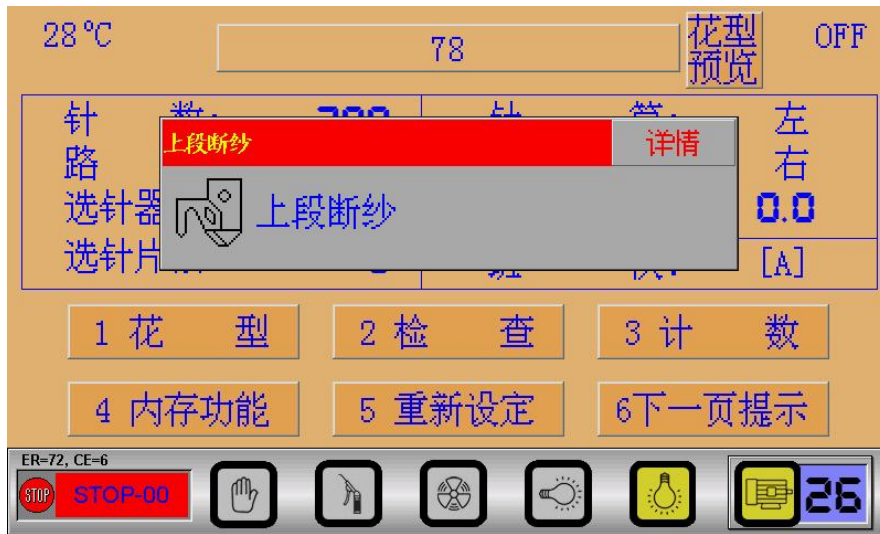 28℃
78
花型
预览
OFF
针
左
路
右
选针器
0.0
选针片
[A]
上段断纱
详情
上段断纱
1 花 型
2 检 查
3 计 数
4 内存功能
5 重新设定
6下一页提示
ER=72, CE=6
STOP
STOP-00
26